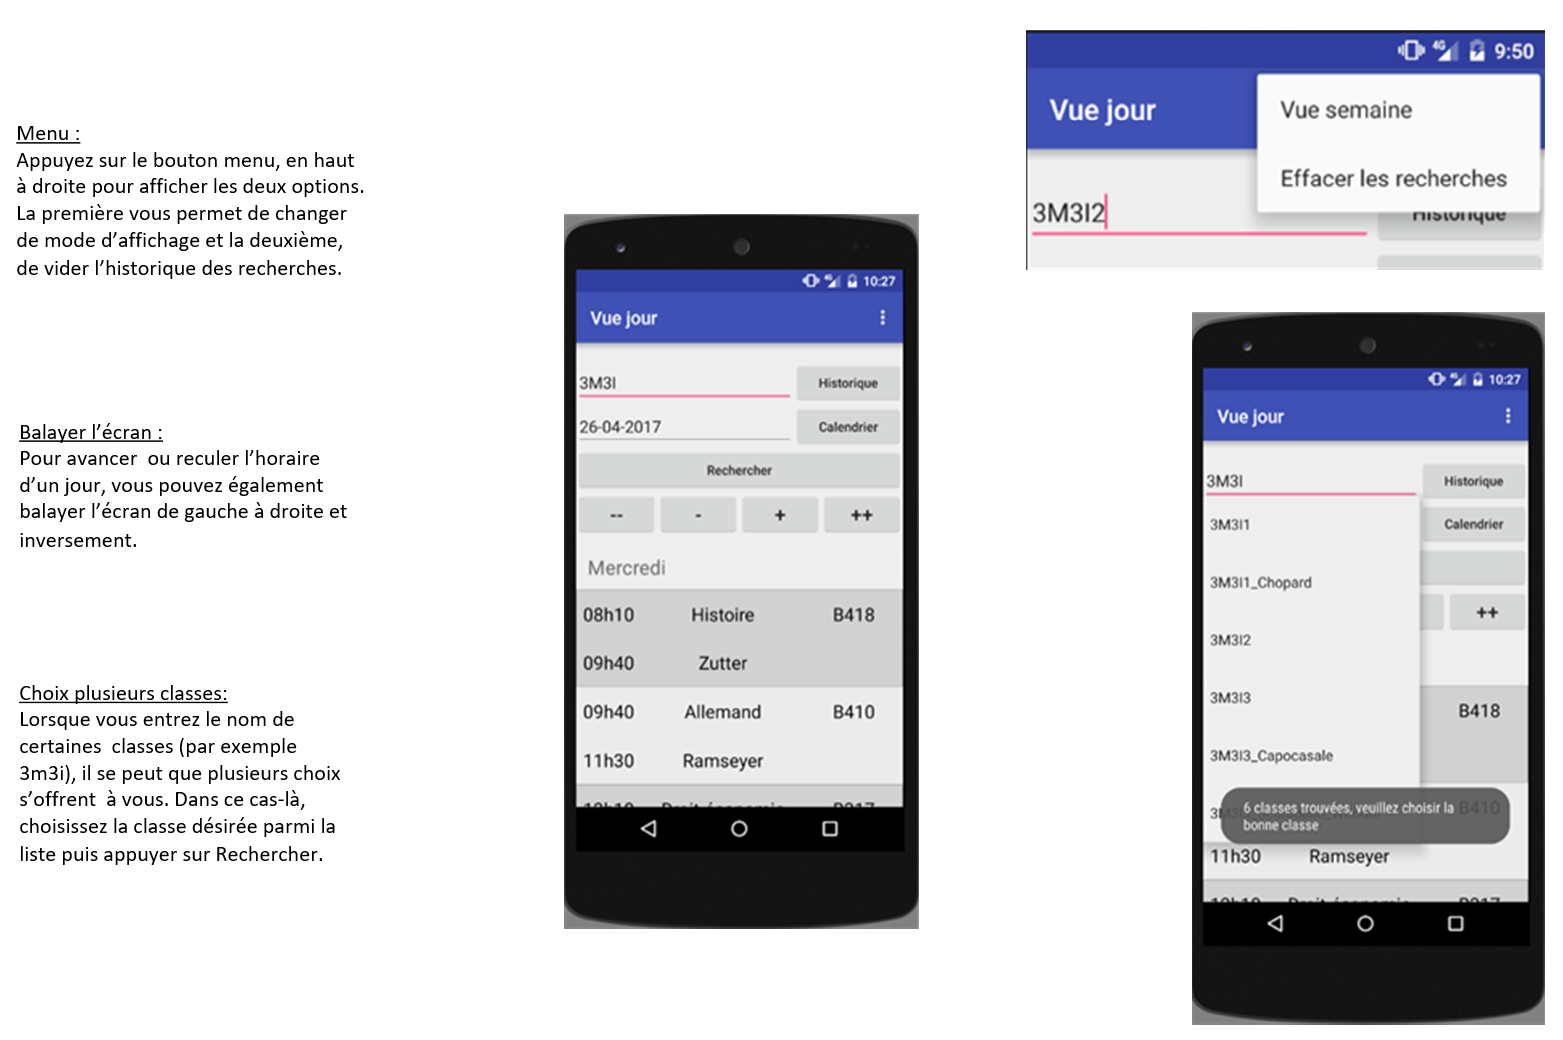 Menu :
Appuyez sur le bouton menu, en haut
à droite pour afficher les deux options.
La première vous permet de changer
de mode d’affichage et la deuxième,
de vider l’historique des recherches.
Balayer l’écran :
Pour avancer  ou reculer l’horaire
d’un jour, vous pouvez également
balayer l’écran de gauche à droite et
inversement.
Choix plusieurs classes:
Lorsque vous entrez le nom de
certaines  classes (par exemple
3m3i), il se peut que plusieurs choix
s’offrent  à vous. Dans ce cas-là,
choisissez la classe désirée parmi la
liste puis appuyer sur Rechercher.
4G 10:27
Vue jour
3M3I Historique
26-04-2017 Calendrier
Rechercher
-- - + ++
Mercredi
08h10 Histoire B418
09h40 Zutter
09h40 Allemand B410
11h30 Ramseyer
4G 9:50
Vue jour Vue semaine
Effacer les recherches
3M3I2 Historique
4G 10:27
Vue jour
3M3I Historique
3M3I1 Calendrier
3M3I1_Chopard
++
3M3I2
3M3I3 B418
3M3I3_Capocasale
6 classes trouvées, veuillez choisir la B410
bonne classe
11h30 Ramseyer